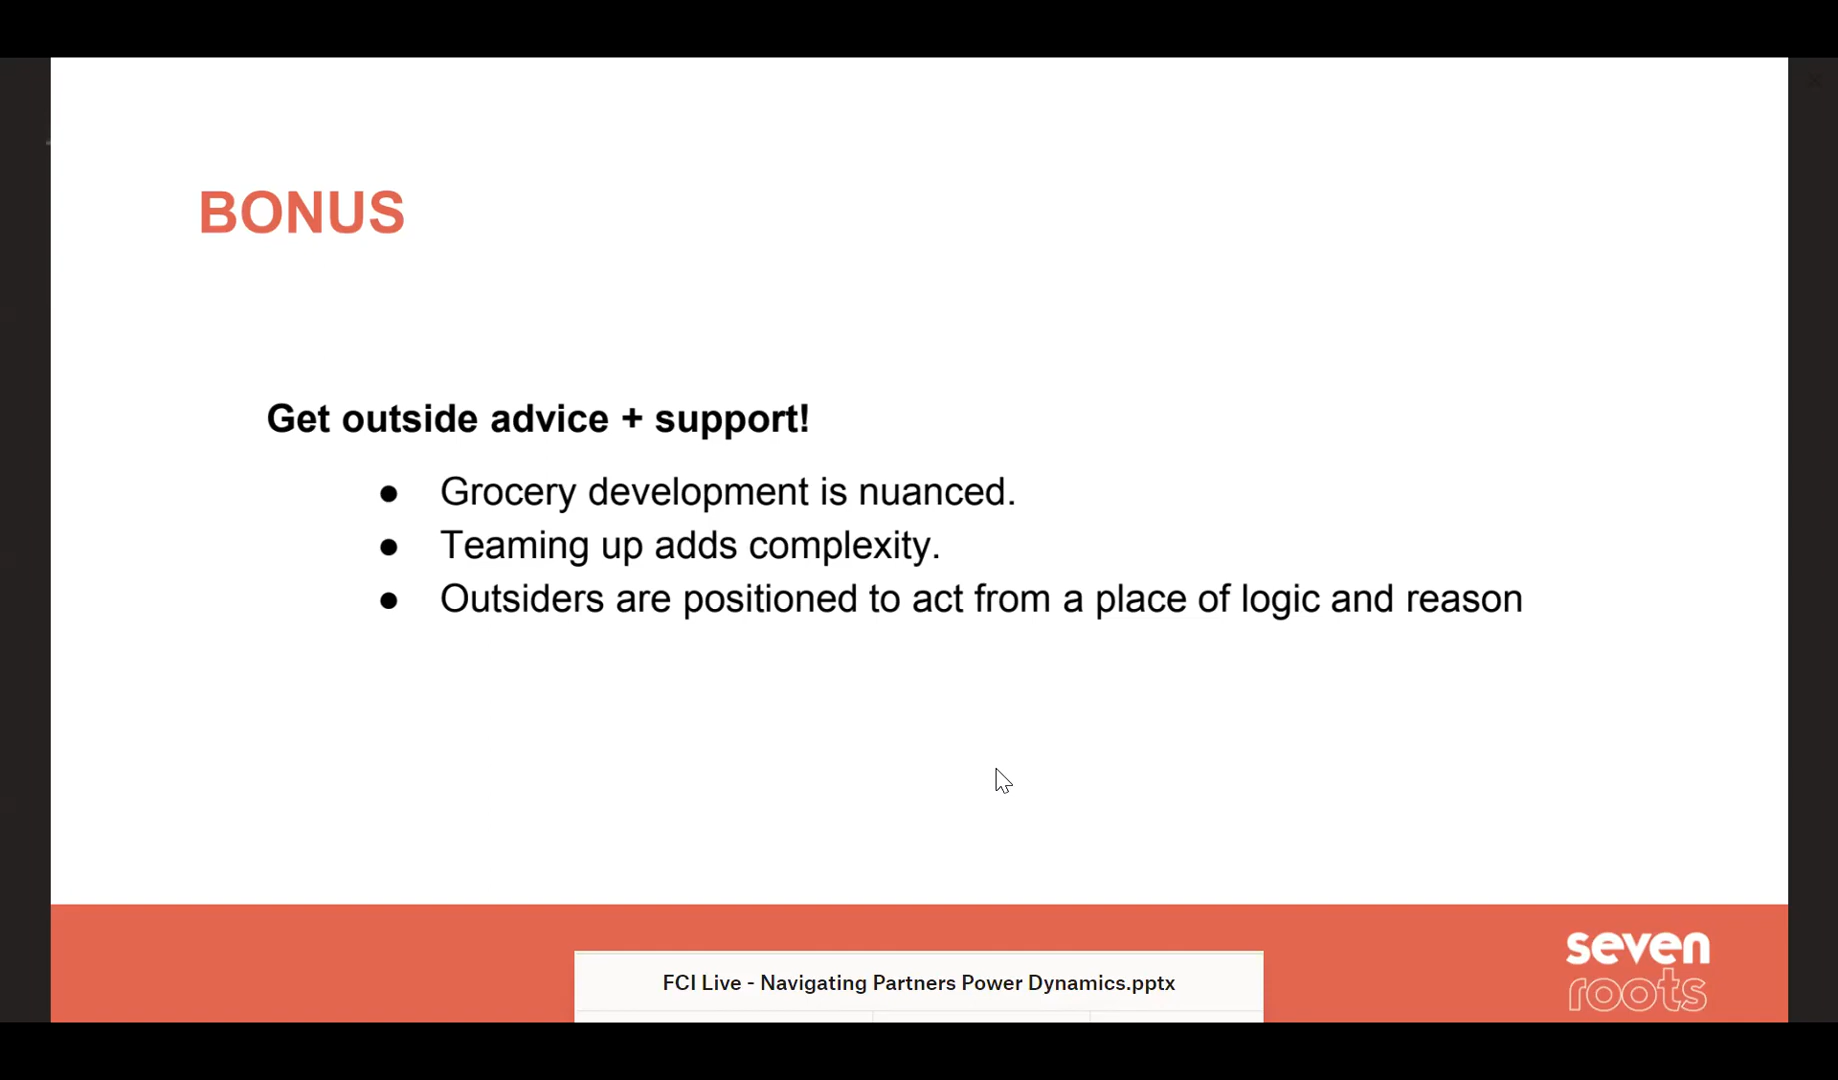 BONUS
Get outside advice + support!
● Grocery development is nuanced.
● Teaming up adds complexity.
● Outsiders are positioned to act from a place of logic and reason
seven
roots
FCI Live - Navigating Partners Power Dynamics.pptx